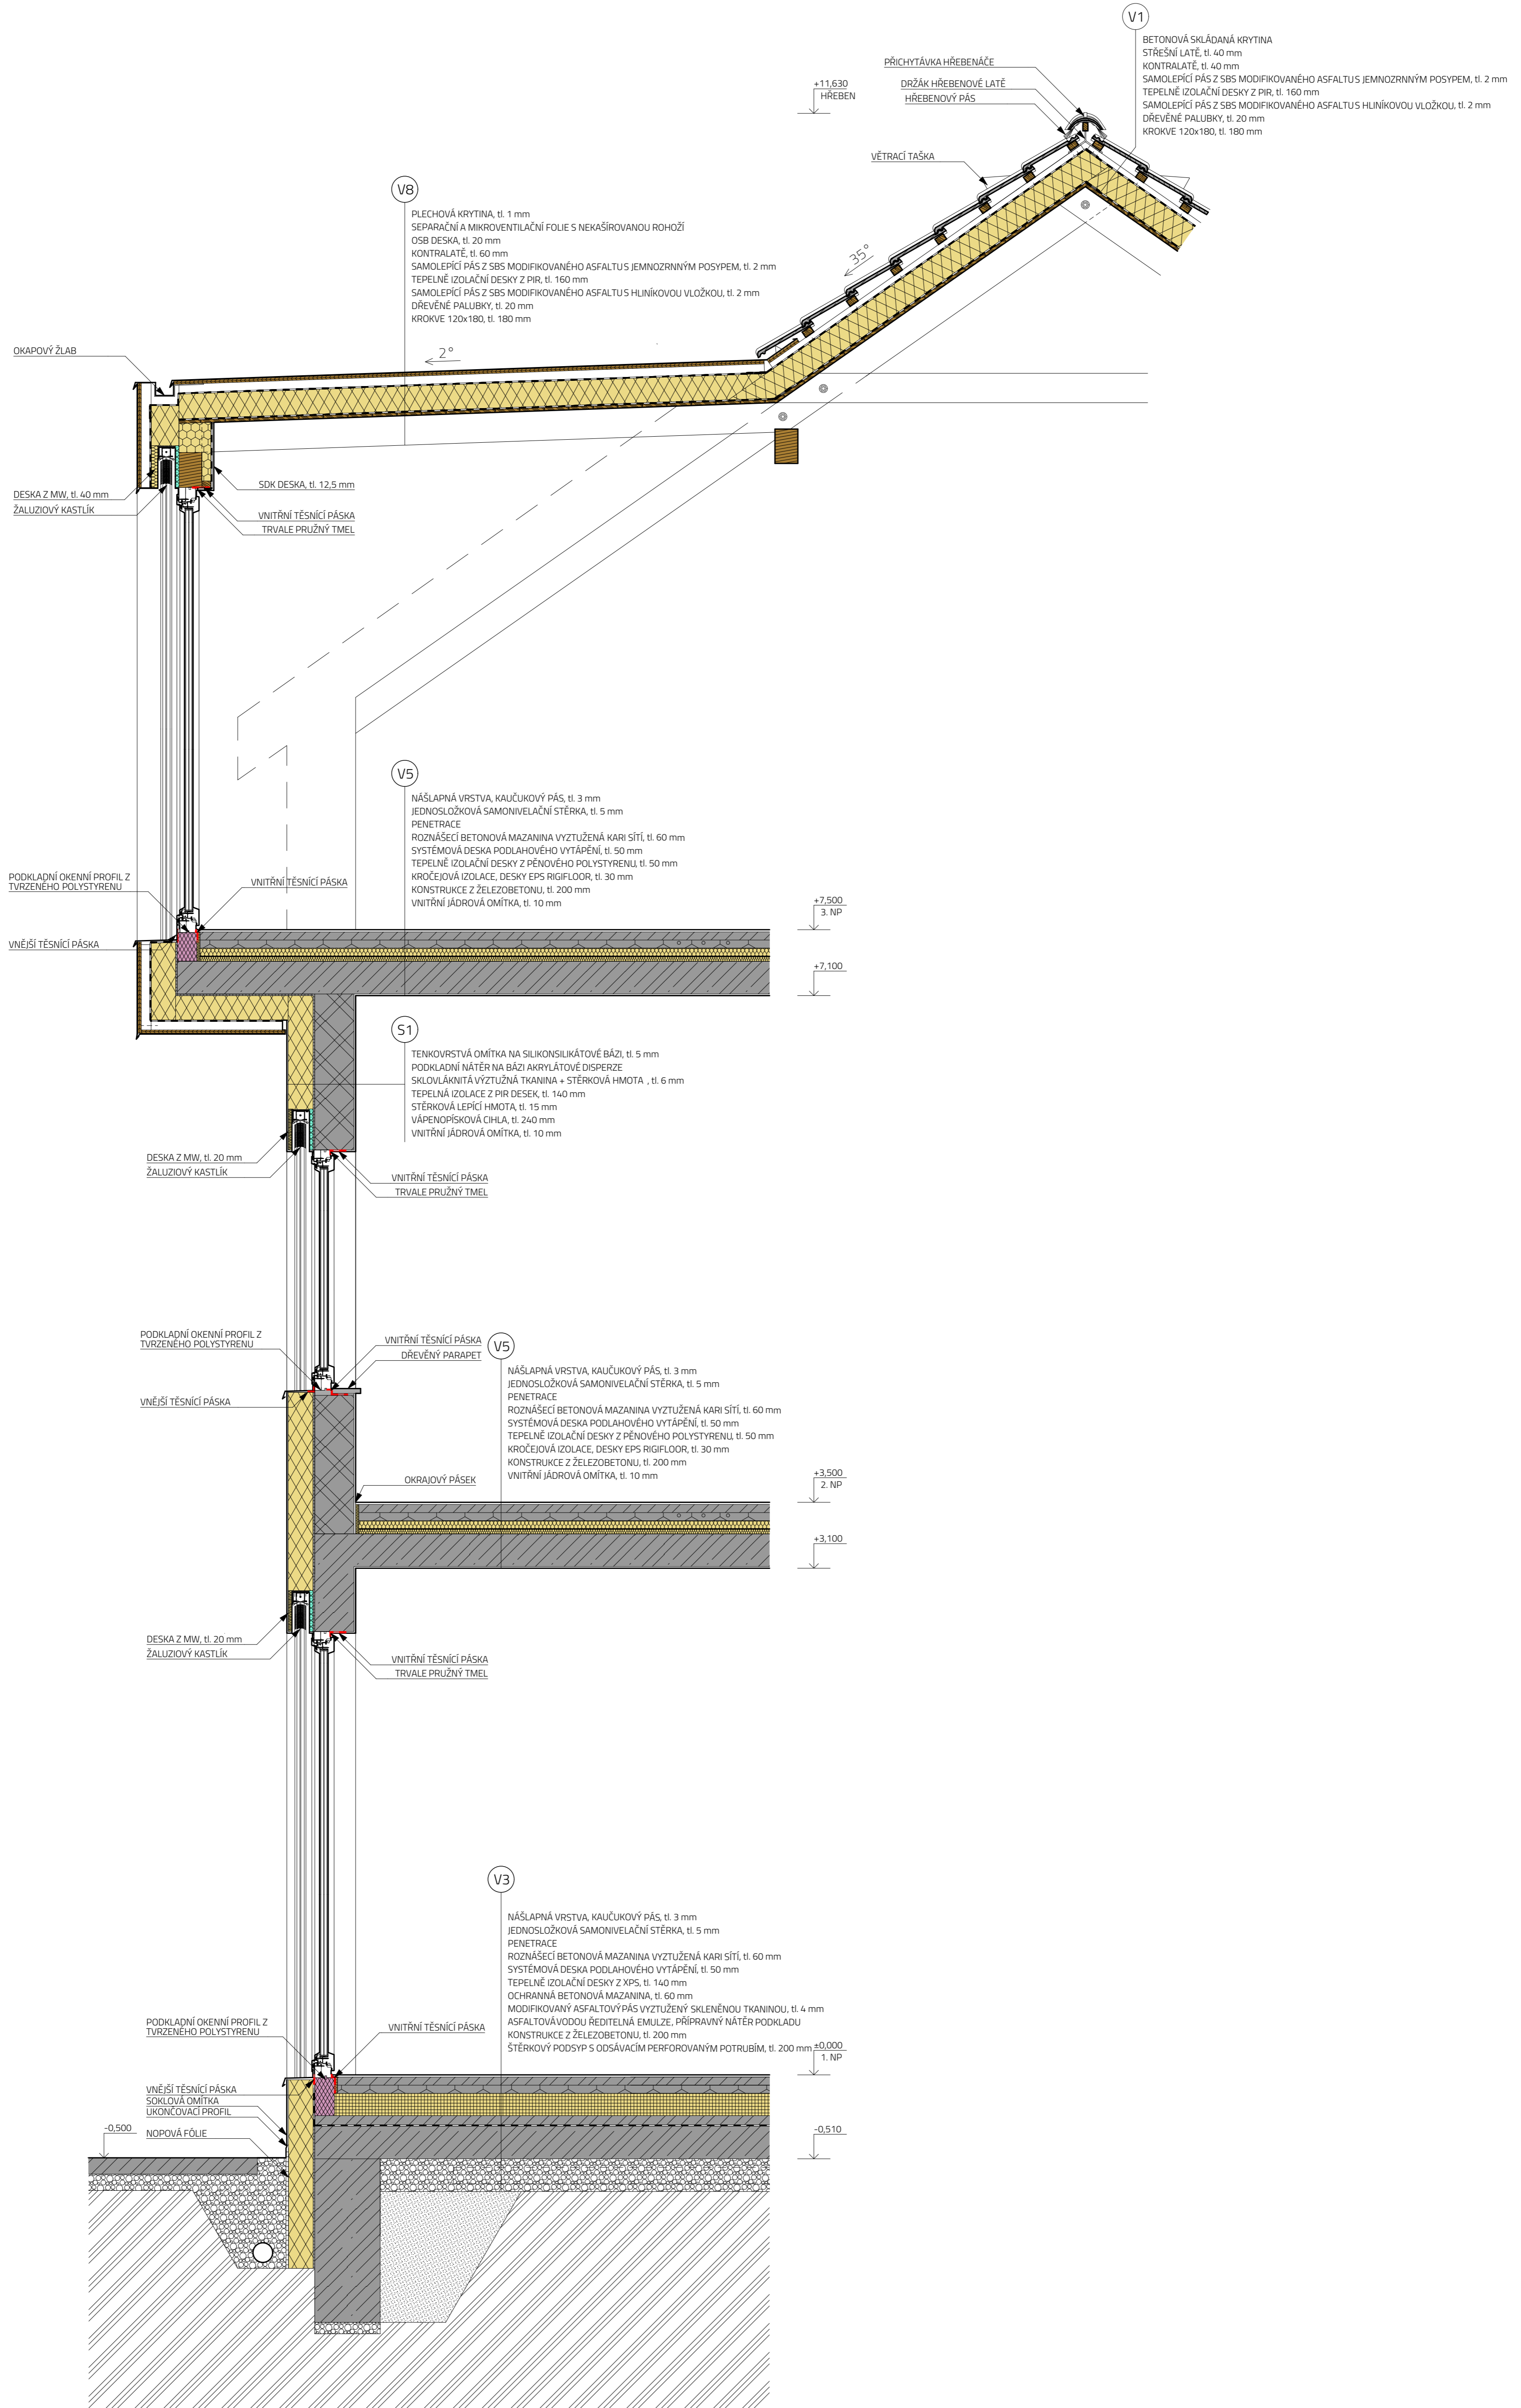 V1
BETONOVÁ SKLÁDANÁ KRYTINA
STŘEŠNÍ LATĚ, tl. 40 mm
KONTRALATĚ, tl. 40 mm
SAMOLEPÍCÍ PÁS Z SBS MODIFIKOVANÉHO ASFALTU S JEMNOZRNNÝM POSYPEM, tl. 2 mm
TEPELNĚ IZOLAČNÍ DESKY Z PIR, tl. 160 mm
SAMOLEPÍCÍ PÁS Z SBS MODIFIKOVANÉHO ASFALTU S HLINÍKOVOU VLOŽKOU, tl. 2 mm
DŘEVĚNÉ PALUBKY, tl. 20 mm
KROKVE 120x180, tl. 180 mm
PŘICHYTÁVKA HŘEBENÁČE
DRŽÁK HŘEBENOVÉ LATĚ
HŘEBENOVÝ PÁS
+11,630
HŘEBEN
VĚTRACÍ TAŠKA
35°
V8
PLECHOVÁ KRYTINA, tl. 1 mm
SEPARAČNÍ A MIKROVENTILAČNÍ FOLIE S NEKAŠÍROVANOU ROHOŽÍ
OSB DESKA, tl. 20 mm
KONTRALATĚ, tl. 60 mm
SAMOLEPÍCÍ PÁS Z SBS MODIFIKOVANÉHO ASFALTU S JEMNOZRNNÝM POSYPEM, tl. 2 mm
TEPELNĚ IZOLAČNÍ DESKY Z PIR, tl. 160 mm
SAMOLEPÍCÍ PÁS Z SBS MODIFIKOVANÉHO ASFALTU S HLINÍKOVOU VLOŽKOU, tl. 2 mm
DŘEVĚNÉ PALUBKY, tl. 20 mm
KROKVE 120x180, tl. 180 mm
2°
OKAPOVÝ ŽLAB
DESKA Z MW, tl. 40 mm
ŽALUZIOVÝ KASTLÍK
SDK DESKA, tl. 12,5 mm
VNITŘNÍ TĚSNÍCÍ PÁSKA
TRVALE PRUŽNÝ TMEL
V5
NÁŠLAPNÁ VRSTVA, KAUČUKOVÝ PÁS, tl. 3 mm
JEDNOSLOŽKOVÁ SAMONIVELAČNÍ STĚRKA, tl. 5 mm
PENETRACE
ROZNÁŠECÍ BETONOVÁ MAZANINA VYZTUŽENÁ KARI SÍTÍ, tl. 60 mm
SYSTÉMOVÁ DESKA PODLAHOVÉHO VYTÁPĚNÍ, tl. 50 mm
TEPELNĚ IZOLAČNÍ DESKY Z PĚNOVÉHO POLYSTYRENU, tl. 50 mm
KROČEJOVÁ IZOLACE, DESKY EPS RIGIFLOOR, tl. 30 mm
KONSTRUKCE Z ŽELEZOBETONU, tl. 200 mm
VNITŘNÍ JÁDROVÁ OMÍTKA, tl. 10 mm
PODKLADNÍ OKENNÍ PROFIL Z
TVRZENÉHO POLYSTYRENU
VNITŘNÍ TĚSNÍCÍ PÁSKA
VNĚJŠÍ TĚSNÍCÍ PÁSKA
+7,500
3. NP
+7,100
S1
TENKOVRSTVÁ OMÍTKA NA SILIKONSILIKÁTOVÉ BÁZI, tl. 5 mm
PODKLADNÍ NÁTĚR NA BÁZI AKRYLÁTOVÉ DISPERZE
SKLOVLÁKNITÁ VÝZTUŽNÁ TKANINA + STĚRKOVÁ HMOTA , tl. 6 mm
TEPELNÁ IZOLACE Z PIR DESEK, tl. 140 mm
STĚRKOVÁ LEPÍCÍ HMOTA, tl. 15 mm
VÁPENOPÍSKOVÁ CIHLA, tl. 240 mm
VNITŘNÍ JÁDROVÁ OMÍTKA, tl. 10 mm
DESKA Z MW, tl. 20 mm
ŽALUZIOVÝ KASTLÍK
VNITŘNÍ TĚSNÍCÍ PÁSKA
TRVALE PRUŽNÝ TMEL
PODKLADNÍ OKENNÍ PROFIL Z
TVRZENÉHO POLYSTYRENU
VNITŘNÍ TĚSNÍCÍ PÁSKA
DŘEVĚNÝ PARAPET
VNĚJŠÍ TĚSNÍCÍ PÁSKA
V5
NÁŠLAPNÁ VRSTVA, KAUČUKOVÝ PÁS, tl. 3 mm
JEDNOSLOŽKOVÁ SAMONIVELAČNÍ STĚRKA, tl. 5 mm
PENETRACE
ROZNÁŠECÍ BETONOVÁ MAZANINA VYZTUŽENÁ KARI SÍTÍ, tl. 60 mm
SYSTÉMOVÁ DESKA PODLAHOVÉHO VYTÁPĚNÍ, tl. 50 mm
TEPELNĚ IZOLAČNÍ DESKY Z PĚNOVÉHO POLYSTYRENU, tl. 50 mm
KROČEJOVÁ IZOLACE, DESKY EPS RIGIFLOOR, tl. 30 mm
KONSTRUKCE Z ŽELEZOBETONU, tl. 200 mm
VNITŘNÍ JÁDROVÁ OMÍTKA, tl. 10 mm
OKRAJOVÝ PÁSEK
+3,500
2. NP
+3,100
DESKA Z MW, tl. 20 mm
ŽALUZIOVÝ KASTLÍK
VNITŘNÍ TĚSNÍCÍ PÁSKA
TRVALE PRUŽNÝ TMEL
V3
NÁŠLAPNÁ VRSTVA, KAUČUKOVÝ PÁS, tl. 3 mm
JEDNOSLOŽKOVÁ SAMONIVELAČNÍ STĚRKA, tl. 5 mm
PENETRACE
ROZNÁŠECÍ BETONOVÁ MAZANINA VYZTUŽENÁ KARI SÍTÍ, tl. 60 mm
SYSTÉMOVÁ DESKA PODLAHOVÉHO VYTÁPĚNÍ, tl. 50 mm
TEPELNĚ IZOLAČNÍ DESKY Z XPS, tl. 140 mm
OCHRANNÁ BETONOVÁ MAZANINA, tl. 60 mm
MODIFIKOVANÝ ASFALTOVÝ PÁS VYZTUŽENÝ SKLENĚNOU TKANINOU, tl. 4 mm
ASFALTOVÁ VODOU ŘEDITELNÁ EMULZE, PŘÍPRAVNÝ NÁTĚR PODKLADU
KONSTRUKCE Z ŽELEZOBETONU, tl. 200 mm
ŠTĚRKOVÝ PODSYP S ODSÁVACÍM PERFOROVANÝM POTRUBÍM, tl. 200 mm
PODKLADNÍ OKENNÍ PROFIL Z
TVRZENÉHO POLYSTYRENU
VNITŘNÍ TĚSNÍCÍ PÁSKA
±0,000
1. NP
VNĚJŠÍ TĚSNÍCÍ PÁSKA
SOKLOVÁ OMÍTKA
UKONČOVACÍ PROFIL
NOPOVÁ FÓLIE
-0,500
-0,510